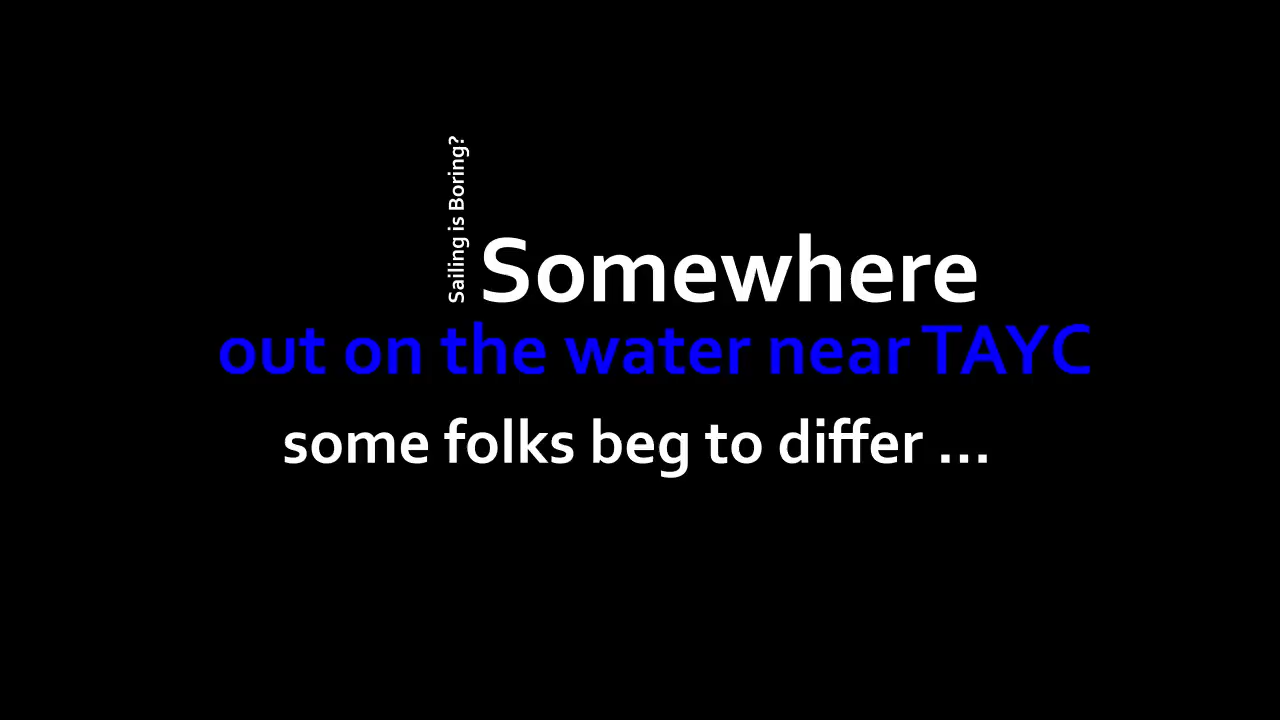 Sailing is Boring?
Somewhere
out on the water near TAYC
some folks beg to differ ...